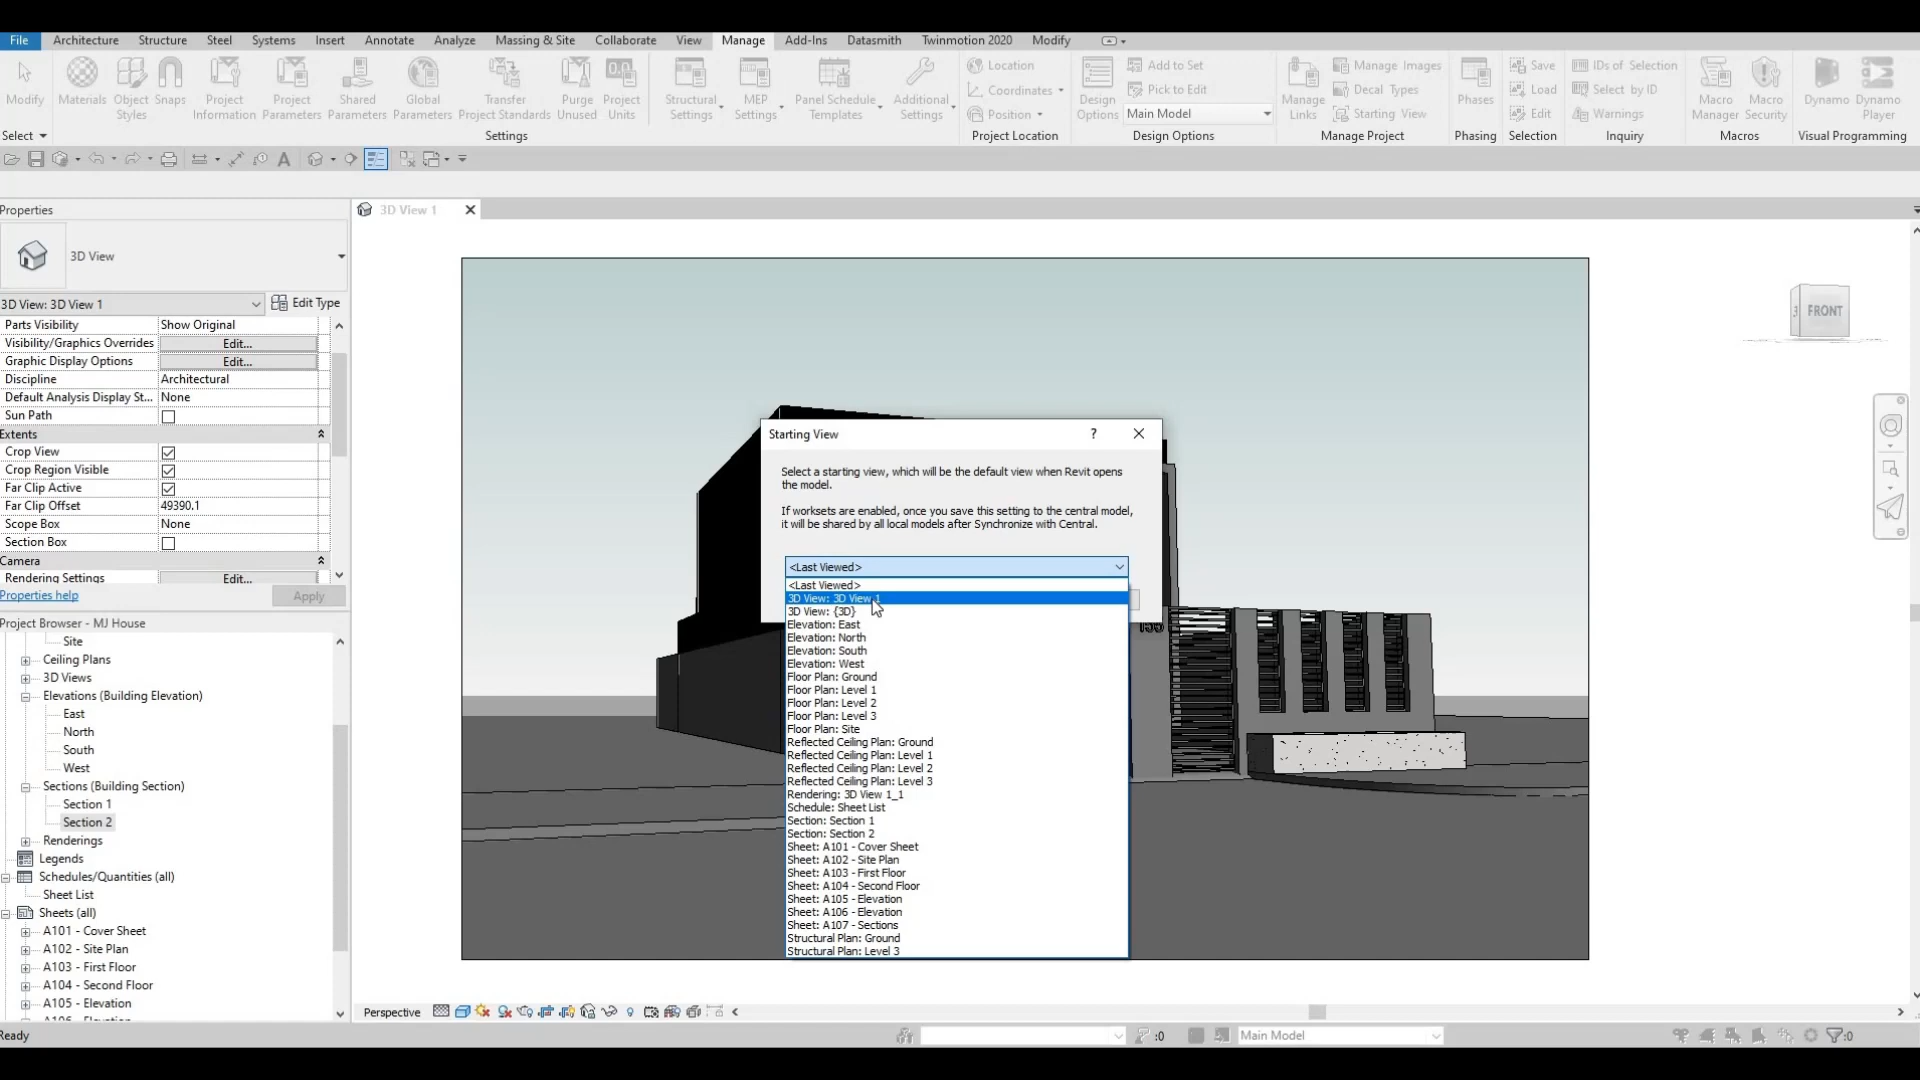 File Architecture Structure Steel Systems Insert Annotate Analyze Massing & Site Collaborate View Manage Add-Ins Datasmith Twinmotion 2020 Modify
Modify
Materials
Object Styles
Snaps
Project Information
Project Parameters
Shared Parameters
Global Parameters
Transfer Project Standards
Purge Unused
Project Units
Structural Settings
MEP Settings
Panel Schedule Templates
Additional Settings
Location
Coordinates
Position
Design Options
Add to Set
Pick to Edit
Main Model
Manage Links
Manage Images
Decal Types
Starting View
Phases
Save
Load
Edit
IDs of Selection
Select by ID
Warnings
Macro Manager
Macro Security
Dynamo
Dynamo Player
Select
Settings
Project Location
Design Options
Manage Project
Phasing
Selection
Inquiry
Macros
Visual Programming
Properties
3D View
3D View: 3D View 1
Edit Type
Parts Visibility Show Original
Visibility/Graphics Overrides Edit...
Graphic Display Options Edit...
Discipline Architectural
Default Analysis Display St... None
Sun Path
Extents
Crop View
Crop Region Visible
Far Clip Active
Far Clip Offset 49390.1
Scope Box None
Section Box
Camera
Rendering Settings Edit...
Properties help
Apply
Project Browser - MJ House
Site
Ceiling Plans
3D Views
Elevations (Building Elevation)
East
North
South
West
Sections (Building Section)
Section 1
Section 2
Renderings
Legends
Schedules/Quantities (all)
Sheet List
Sheets (all)
A101 - Cover Sheet
A102 - Site Plan
A103 - First Floor
A104 - Second Floor
A105 - Elevation
A106 - Elevation
3D View 1
FRONT
Starting View
?
Select a starting view, which will be the default view when Revit opens
the model.
If worksets are enabled, once you save this setting to the central model,
it will be shared by all local models after Synchronize with Central.
<Last Viewed>
<Last Viewed>
3D View: 3D View 1
3D View: {3D}
Elevation: East
Elevation: North
Elevation: South
Elevation: West
Floor Plan: Ground
Floor Plan: Level 1
Floor Plan: Level 2
Floor Plan: Level 3
Floor Plan: Site
Reflected Ceiling Plan: Ground
Reflected Ceiling Plan: Level 1
Reflected Ceiling Plan: Level 2
Reflected Ceiling Plan: Level 3
Rendering: 3D View 1_1
Schedule: Sheet List
Section: Section 1
Section: Section 2
Sheet: A101 - Cover Sheet
Sheet: A102 - Site Plan
Sheet: A103 - First Floor
Sheet: A104 - Second Floor
Sheet: A105 - Elevation
Sheet: A106 - Elevation
Sheet: A107 - Sections
Structural Plan: Ground
Structural Plan: Level 3
Perspective
Ready
:0
Main Model
:0